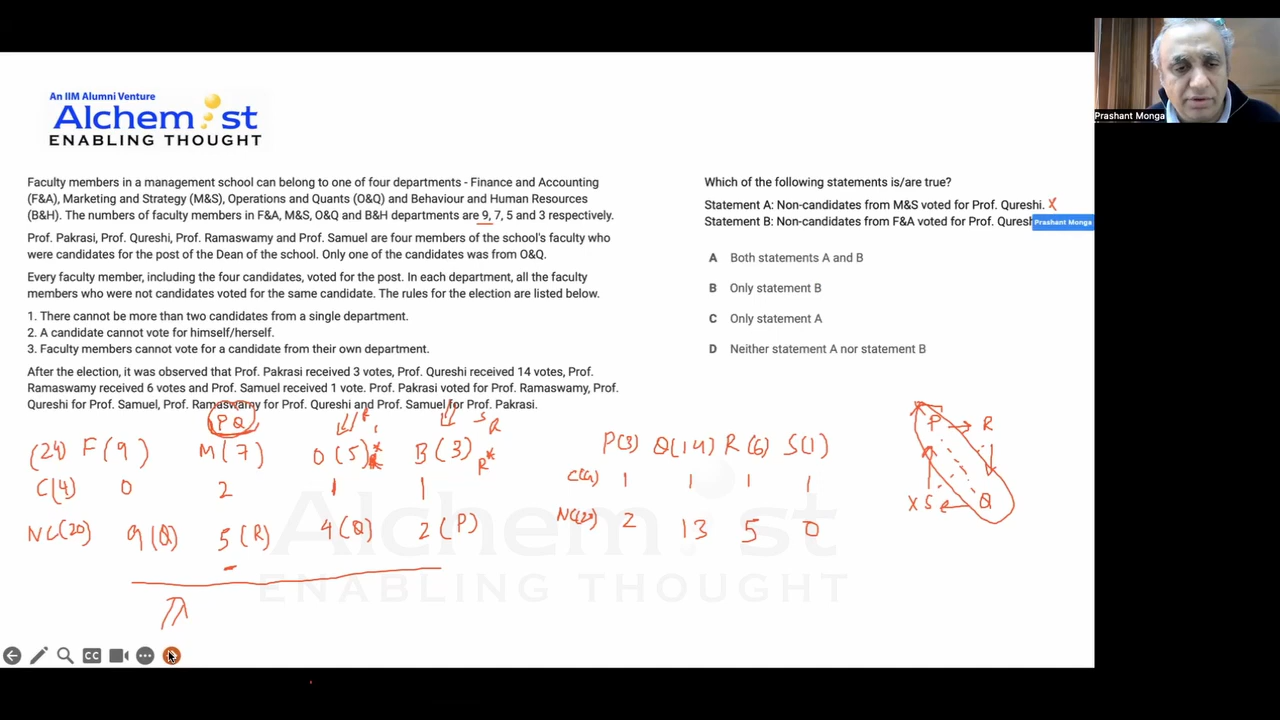 An IIM Alumni Venture
Alchemist
ENABLING THOUGHT
Prashant Monga
Faculty members in a management school can belong to one of four departments - Finance and Accounting
(F&A), Marketing and Strategy (M&S), Operations and Quants (O&Q) and Behaviour and Human Resources
(B&H). The numbers of faculty members in F&A, M&S, O&Q and B&H departments are 9, 7, 5 and 3 respectively.
Prof. Pakrasi, Prof. Qureshi, Prof. Ramaswamy and Prof. Samuel are four members of the school's faculty who
were candidates for the post of the Dean of the school. Only one of the candidates was from O&Q.
Every faculty member, including the four candidates, voted for the post. In each department, all the faculty
members who were not candidates voted for the same candidate. The rules for the election are listed below.
1. There cannot be more than two candidates from a single department.
2. A candidate cannot vote for himself/herself.
3. Faculty members cannot vote for a candidate from their own department.
After the election, it was observed that Prof. Pakrasi received 3 votes, Prof. Qureshi received 14 votes, Prof.
Ramaswamy received 6 votes and Prof. Samuel received 1 vote. Prof. Pakrasi voted for Prof. Ramaswamy, Prof.
Qureshi for Prof. Samuel, Prof. Ramaswamy for Prof. Qureshi and Prof. Samuel for Prof. Pakrasi.
Which of the following statements is/are true?
Statement A: Non-candidates from M&S voted for Prof. Qureshi. X
Statement B: Non-candidates from F&A voted for Prof. Qures
Prashant Monga
A Both statements A and B
B Only statement B
C Only statement A
D Neither statement A nor statement B
PQ
S R
(24) F(9) M(7) O(5) B(3) R*
C(4) 0 2 1 1
NC(20) 9(Q) 5(R) 4(Q) 2(P)
P(3) Q(14) R(6) S(1)
C(4) 1 1 1 1
NC(20) 2 13 5 0
P R
X S Q
Alchemist
ENABLING THOUGHT
CC